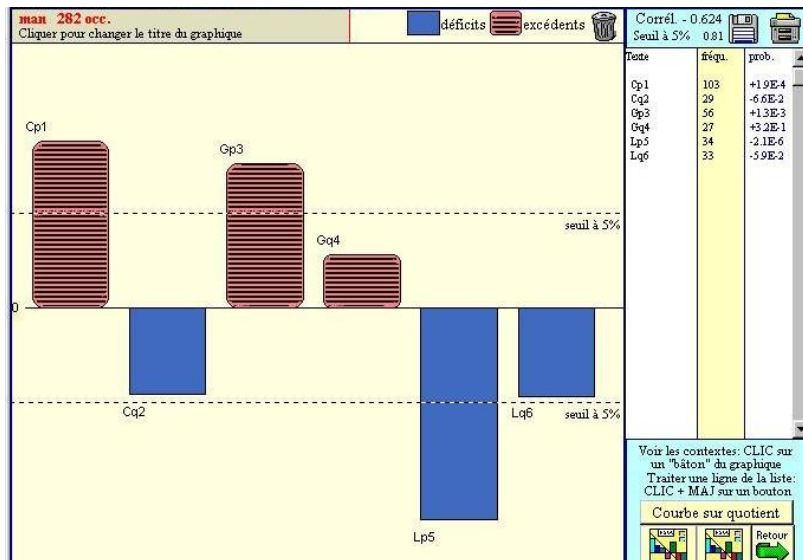 man 282 occ.
Cliquer pour changer le titre du graphique
déficits
excédents
Corrél. - 0.624
Seuil à 5% 0.81
Texte fréqu. prob.
Cp1 103 +1.9E-4
Cq2 29 -6.6E-2
Gp3 56 +1.3E-3
Gq4 27 +3.2E-1
Lp5 34 -2.1E-6
Lq6 33 -5.9E-2
Cp1
Gp3
seuil à 5%
Gq4
0
Cq2
seuil à 5%
Lq6
Lp5
Voir les contextes: CLIC sur
un "bâton" du graphique
Traiter une ligne de la liste:
CLIC + MAJ sur un bouton
Courbe sur quotient
Retour